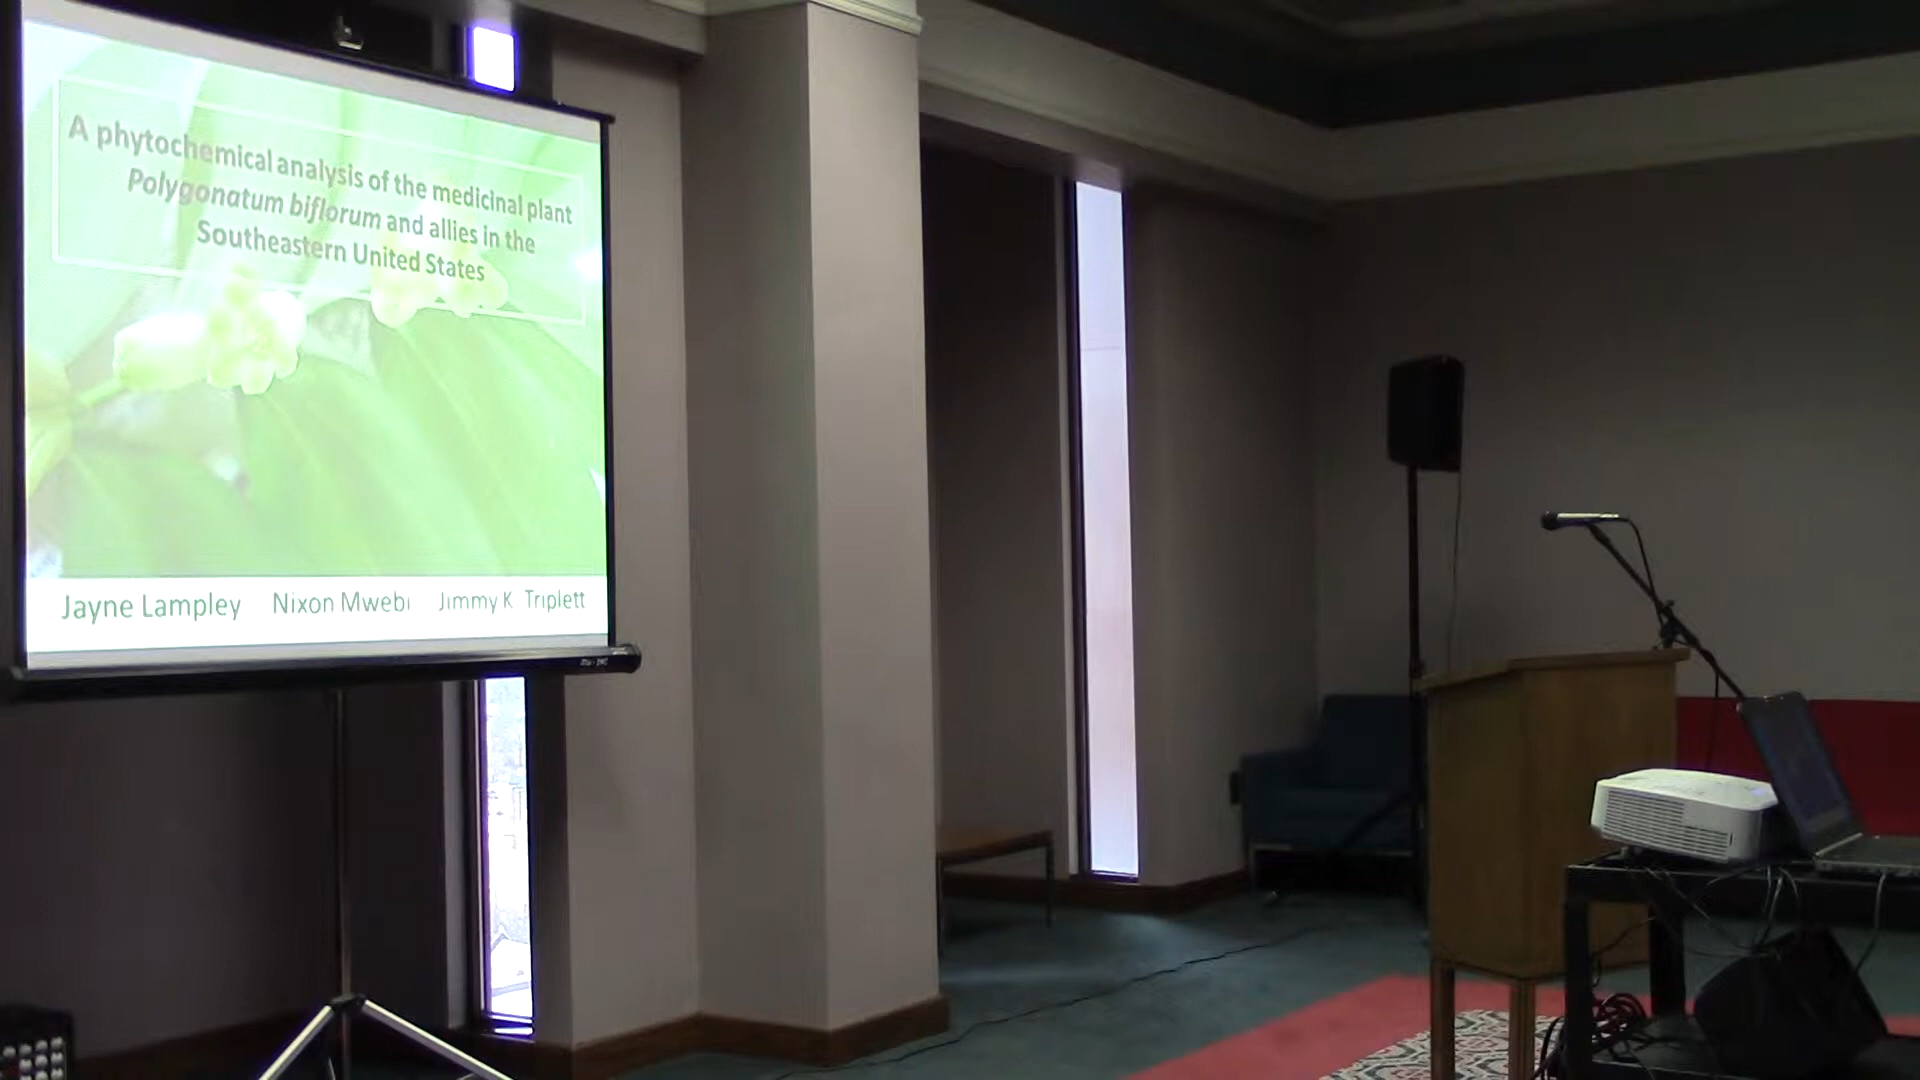 A phytochemical analysis of the medicinal plant
Polygonatum biflorum and allies in the
Southeastern United States
Jayne Lampley Nixon Mwebi Jimmy K Triplett